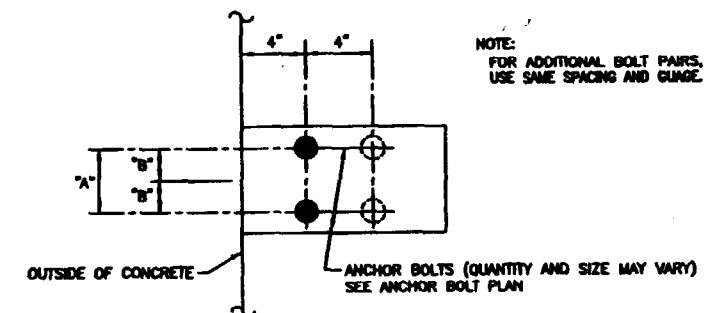 4" 4"
NOTE:
FOR ADDITIONAL BOLT PAIRS,
USE SAME SPACING AND GUAGE.
"B"
"A"
"B"
OUTSIDE OF CONCRETE
ANCHOR BOLTS (QUANTITY AND SIZE MAY VARY)
SEE ANCHOR BOLT PLAN